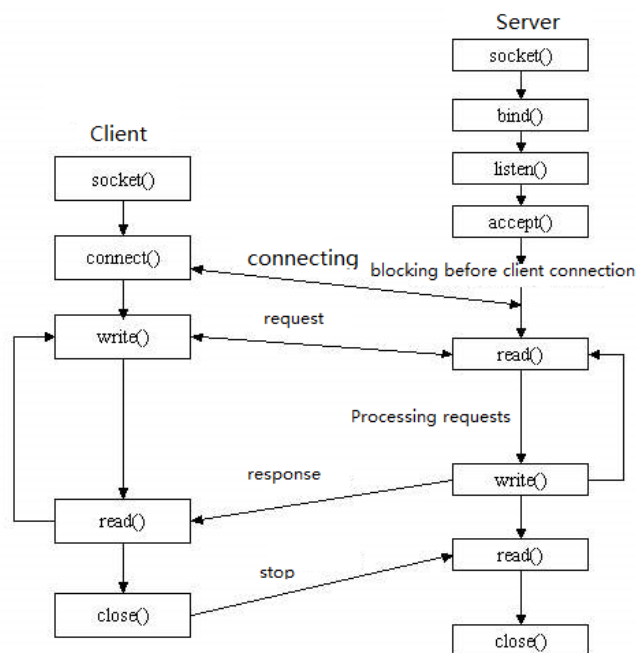 Server
socket()
bind()
Client
listen()
socket()
accept()
connect()
connecting
blocking before client connection
request
write()
read()
Processing requests
response
write()
read()
read()
stop
close()
close()